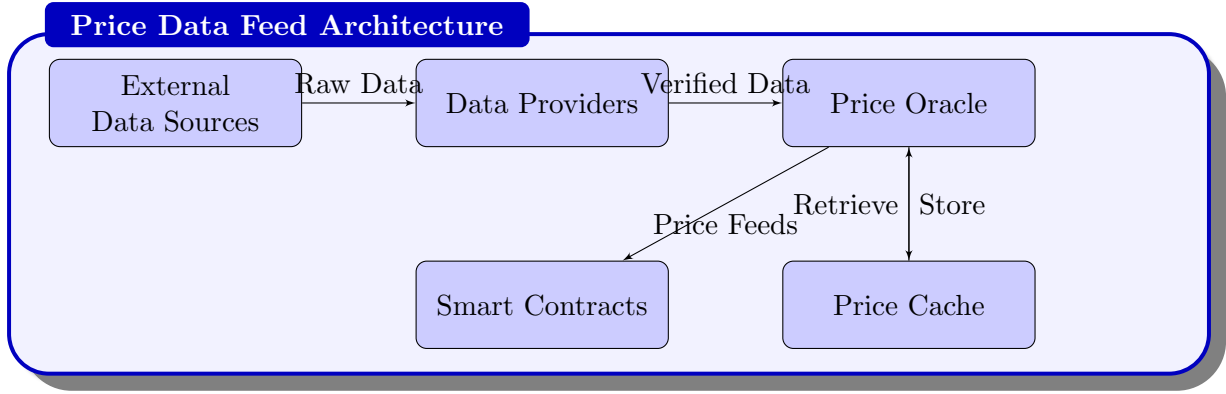 Price Data Feed Architecture
External
Data Sources
Raw Data
Data Providers
Verified Data
Price Oracle
Retrieve
Store
Price Feeds
Smart Contracts
Price Cache